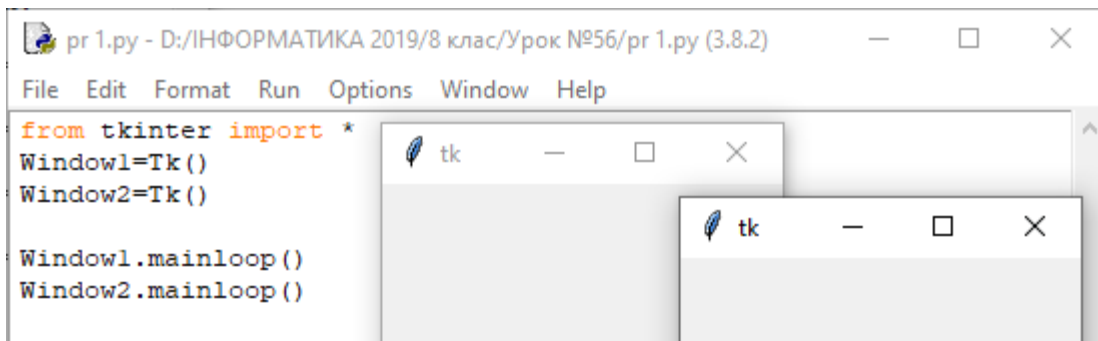 pr 1.py - D:/ІНФОРМАТИКА 2019/8 клас/Урок №56/pr 1.py (3.8.2)
File Edit Format Run Options Window Help
from tkinter import *
Window1=Tk()
Window2=Tk()
Window1.mainloop()
Window2.mainloop()
tk
tk